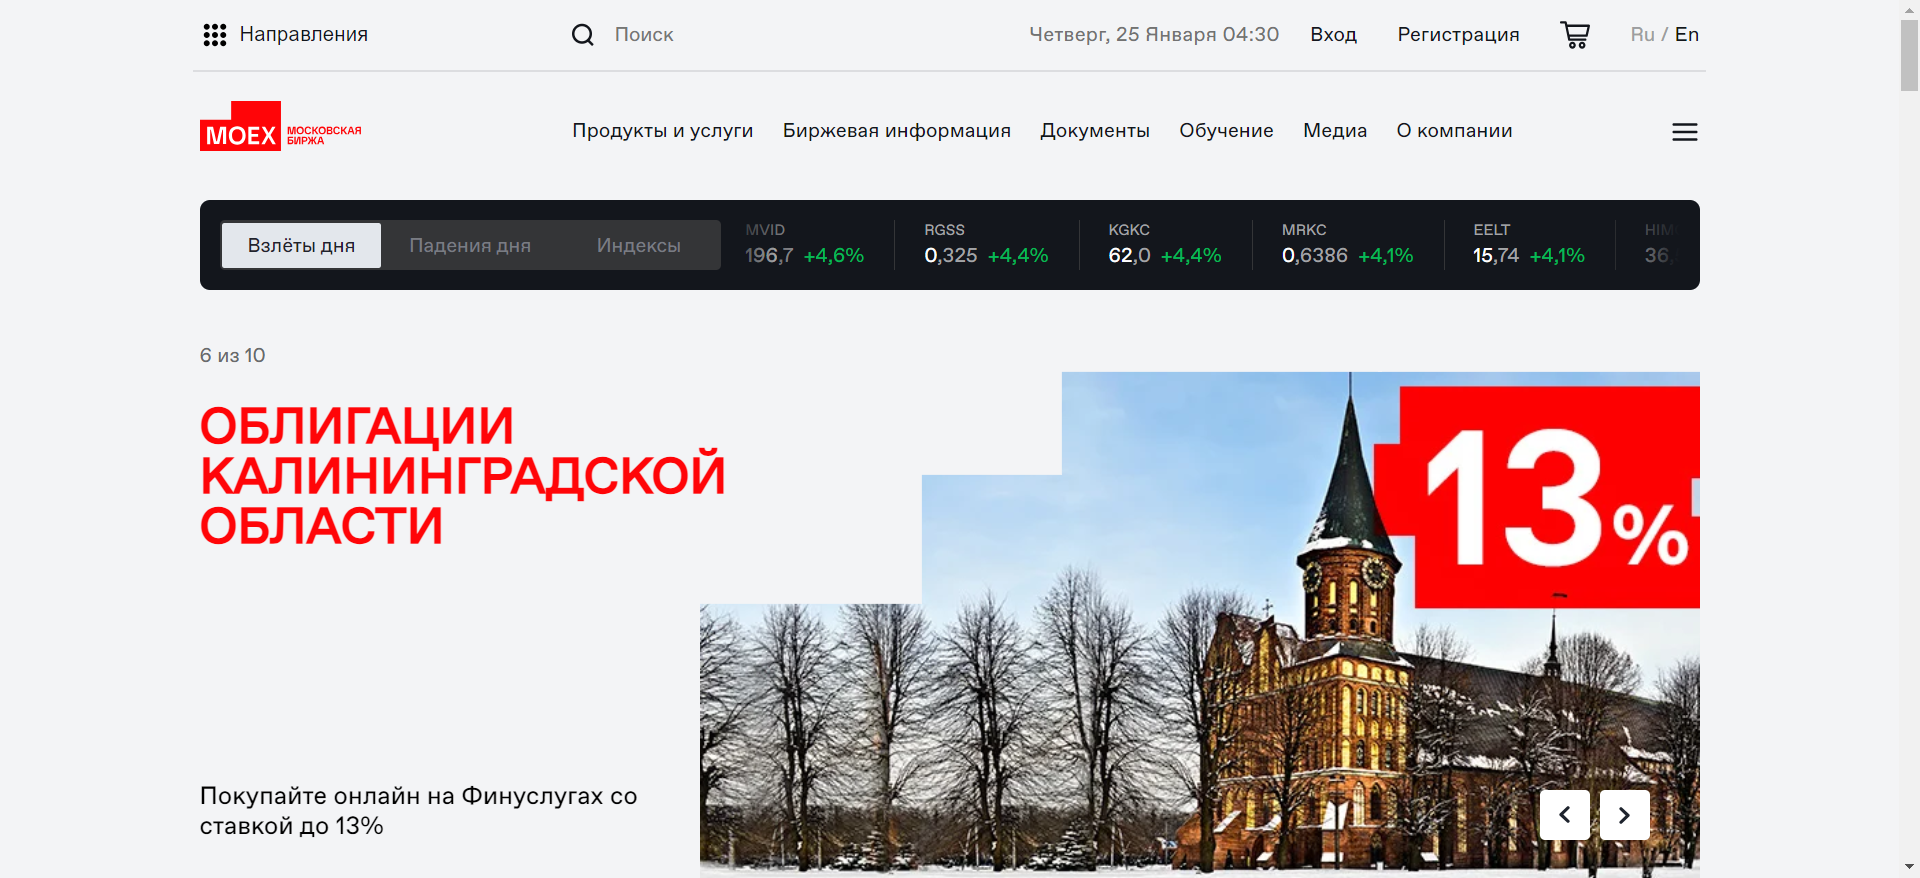 Направления
Поиск
Четверг, 25 Января 04:30
Вход
Регистрация
Ru / En
MOEX
МОСКОВСКАЯ
БИРЖА
Продукты и услуги
Биржевая информация
Документы
Обучение
Медиа
О компании
Взлёты дня
Падения дня
Индексы
MVID
196,7 +4,6%
RGSS
0,325 +4,4%
KGKC
62,0 +4,4%
MRKC
0,6386 +4,1%
EELT
15,74 +4,1%
HIM
36,
6 из 10
ОБЛИГАЦИИ
КАЛИНИНГРАДСКОЙ
ОБЛАСТИ
13%
Покупайте онлайн на Финуслугах со
ставкой до 13%